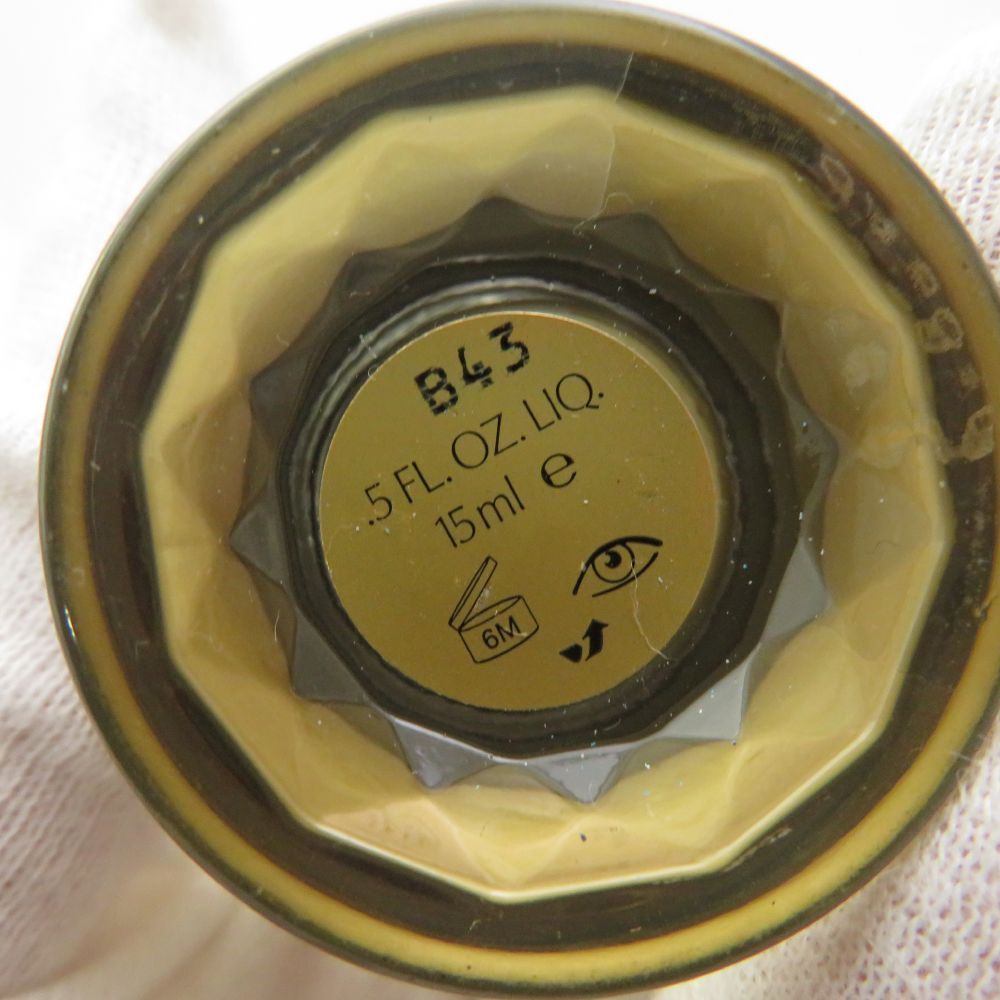 B43
.5 FL. OZ. LIQ.
15ml e
6M